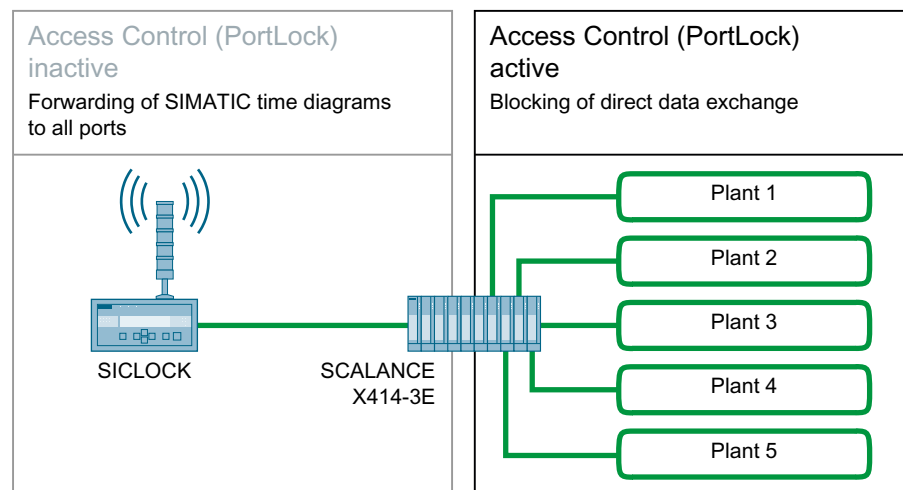 Access Control (PortLock)
inactive
Forwarding of SIMATIC time diagrams
to all ports
Access Control (PortLock)
active
Blocking of direct data exchange
SICLOCK
SCALANCE
X414-3E
Plant 1
Plant 2
Plant 3
Plant 4
Plant 5